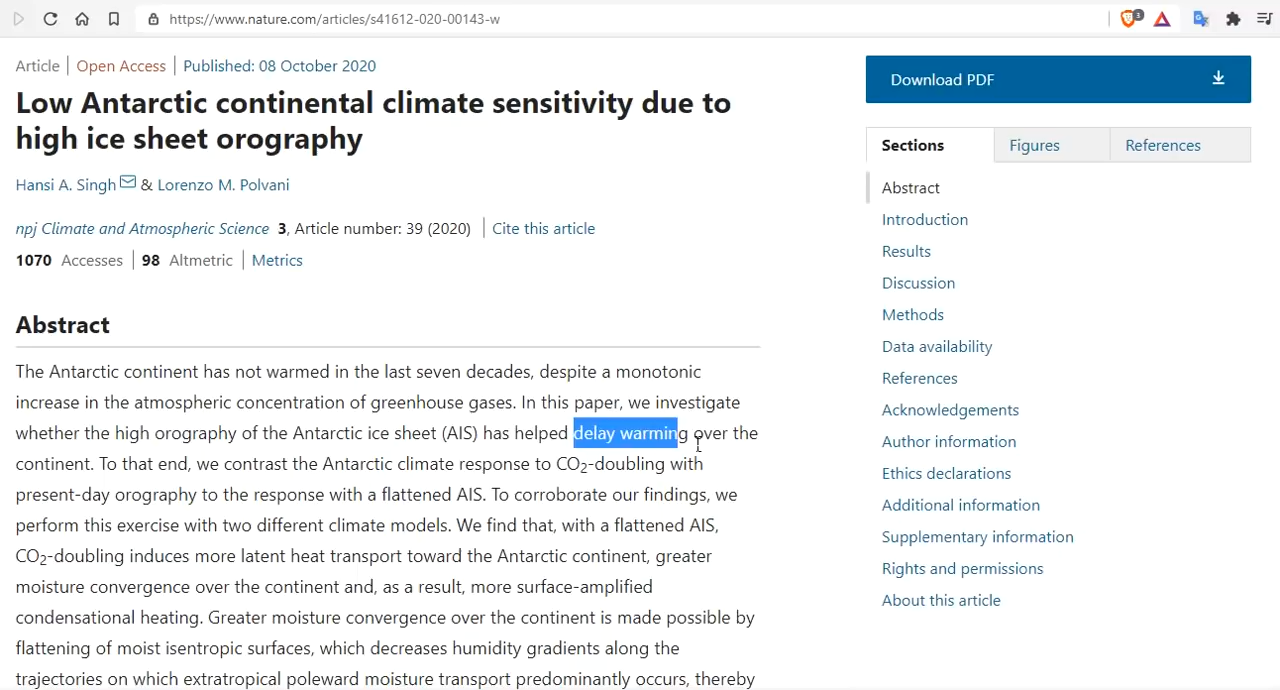 https://www.nature.com/articles/s41612-020-00143-w
3
Article | Open Access | Published: 08 October 2020
Low Antarctic continental climate sensitivity due to
high ice sheet orography
Hansi A. Singh & Lorenzo M. Polvani
npj Climate and Atmospheric Science 3, Article number: 39 (2020) | Cite this article
1070 Accesses | 98 Altmetric | Metrics
Abstract
The Antarctic continent has not warmed in the last seven decades, despite a monotonic
increase in the atmospheric concentration of greenhouse gases. In this paper, we investigate
whether the high orography of the Antarctic ice sheet (AIS) has helped delay warming over the
continent. To that end, we contrast the Antarctic climate response to CO2-doubling with
present-day orography to the response with a flattened AIS. To corroborate our findings, we
perform this exercise with two different climate models. We find that, with a flattened AIS,
CO2-doubling induces more latent heat transport toward the Antarctic continent, greater
moisture convergence over the continent and, as a result, more surface-amplified
condensational heating. Greater moisture convergence over the continent is made possible by
flattening of moist isentropic surfaces, which decreases humidity gradients along the
trajectories on which extratropical poleward moisture transport predominantly occurs, thereby
Download PDF
Sections
Figures
References
Abstract
Introduction
Results
Discussion
Methods
Data availability
References
Acknowledgements
Author information
Ethics declarations
Additional information
Supplementary information
Rights and permissions
About this article